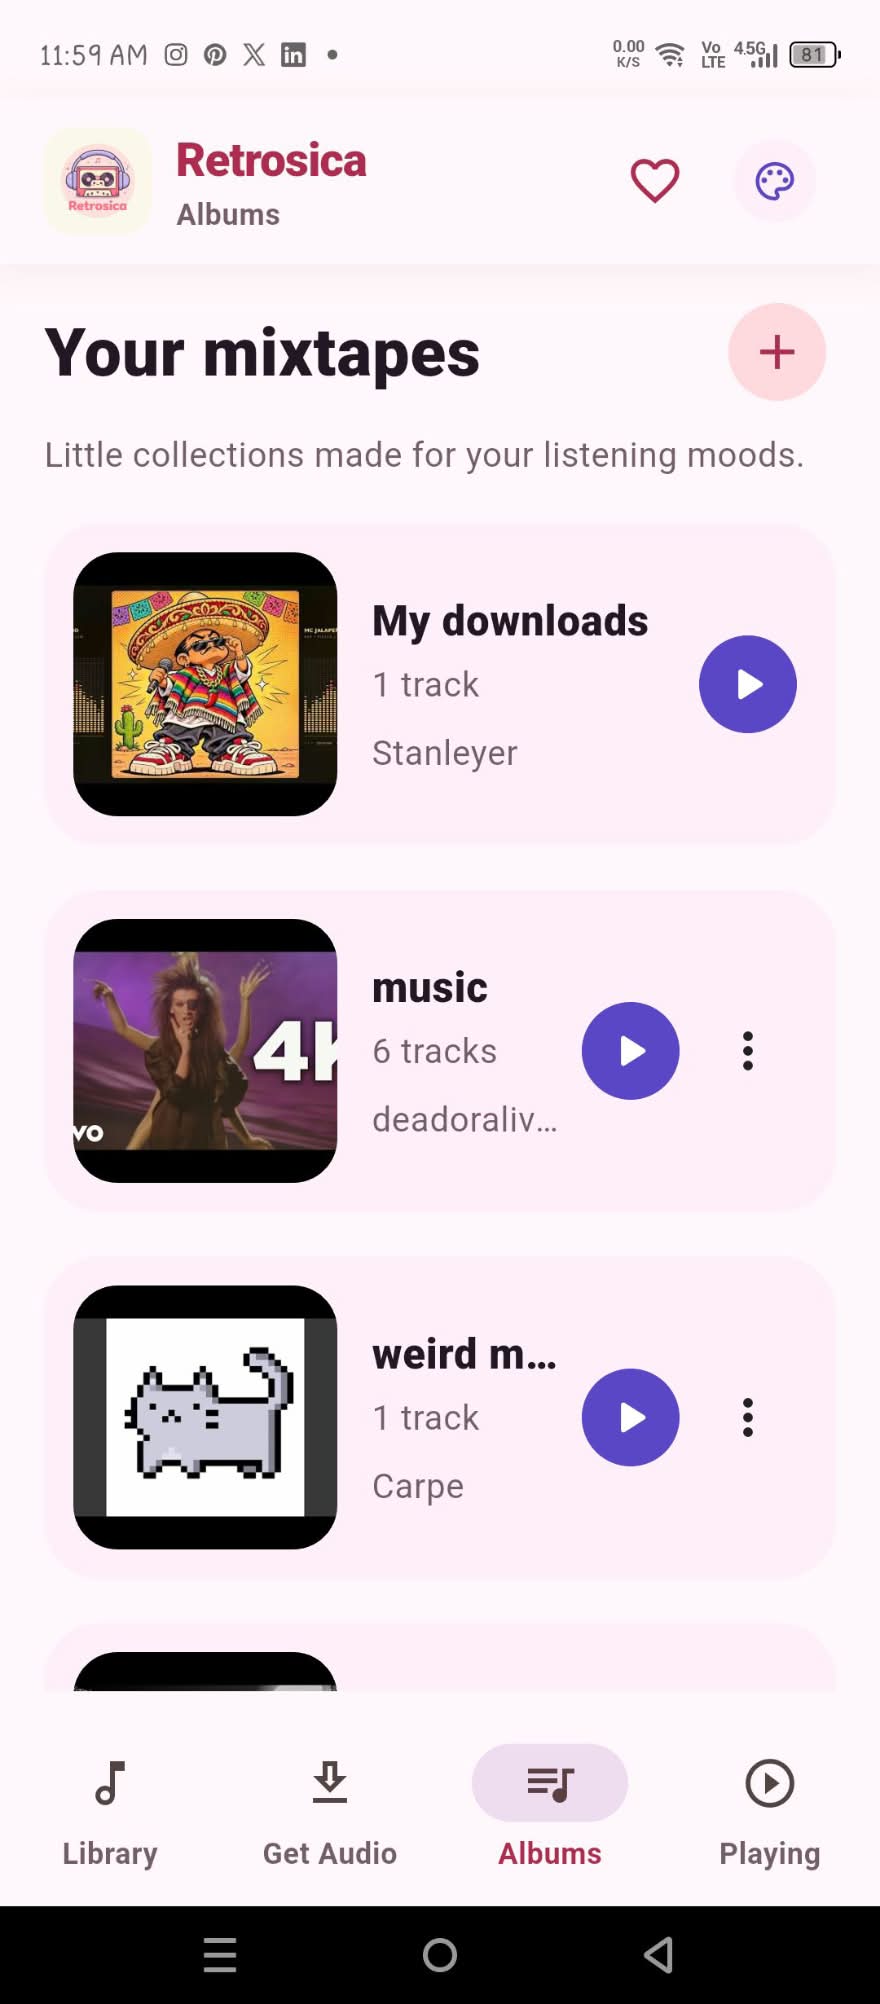 11:59 AM
0.00
K/S
Vo
LTE
4.5G
81
Retrosica
Retrosica
Albums
Your mixtapes
Little collections made for your listening moods.
MC JALAPE
My downloads
1 track
Stanleyer
4K
vo
music
6 tracks
deadoraliv...
weird m...
1 track
Carpe
Library
Get Audio
Albums
Playing